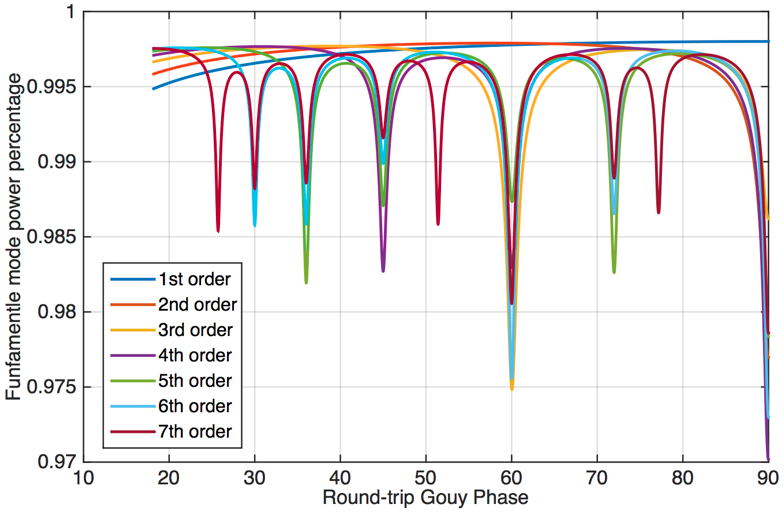 Funfamentle mode power percentage
1
0.995
0.99
0.985
0.98
0.975
0.97
1st order
2nd order
3rd order
4th order
5th order
6th order
7th order
10 20 30 40 50 60 70 80 90
Round-trip Gouy Phase